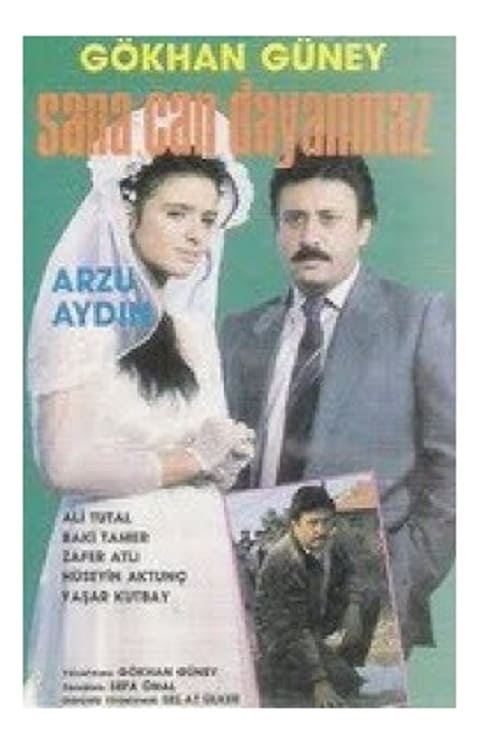 GÖKHAN GÜNEY
sana can dayanmaz
ARZU
AYDIN
ALİ TUTAL
BAKİ TAMER
ZAFER ATLI
HÜSEYİN AKTUNÇ
YAŞAR KUTBAY
GÖKHAN GÜNEY
SEFA ÖNAL